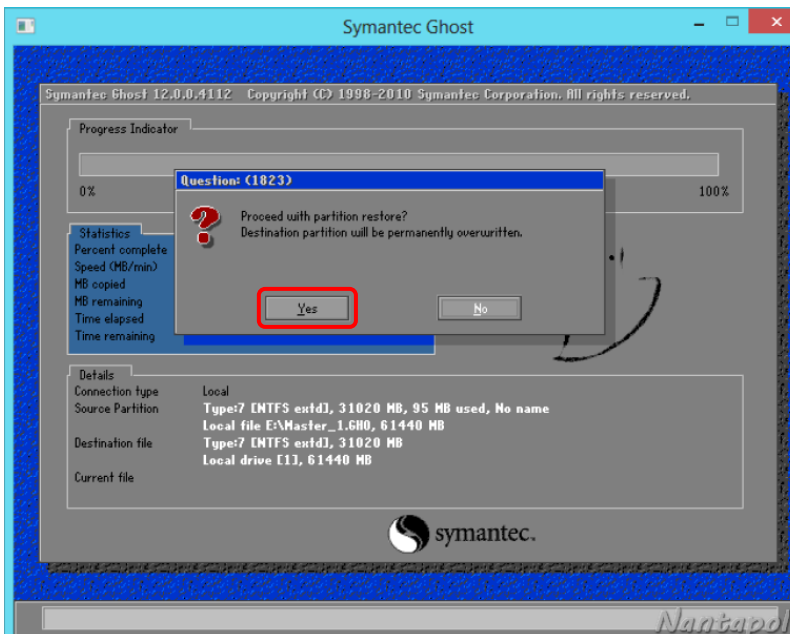 Symantec Ghost
Symantec Ghost 12.0.0.4112 Copyright (C) 1998-2010 Symantec Corporation. All rights reserved.
Progress Indicator
0%
100%
Question: (1823)
Proceed with partition restore?
Destination partition will be permanently overwritten.
Yes
No
Statistics
Percent complete
Speed (MB/min)
MB copied
MB remaining
Time elapsed
Time remaining
Details
Connection type Local
Source Partition Type:7 [NTFS extd], 31020 MB, 95 MB used, No name
Local file E:\Master_1.GHO, 61440 MB
Destination file Type:7 [NTFS extd], 31020 MB
Local drive [1], 61440 MB
Current file
symantec.
Nantapol